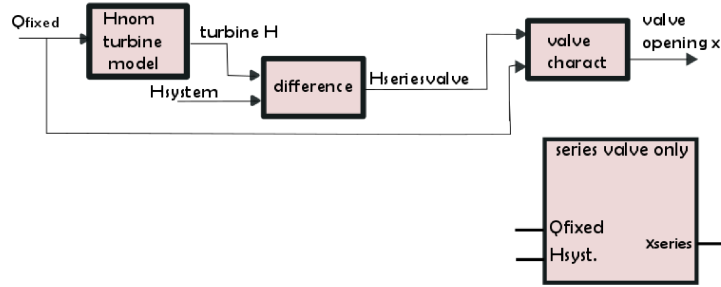 Qfixed
Hnom
turbine
model
turbine H
Hsystem
difference
Hseriesvalve
valve
charact
valve
opening x
series valve only
Qfixed
Hsyst.
Xseries